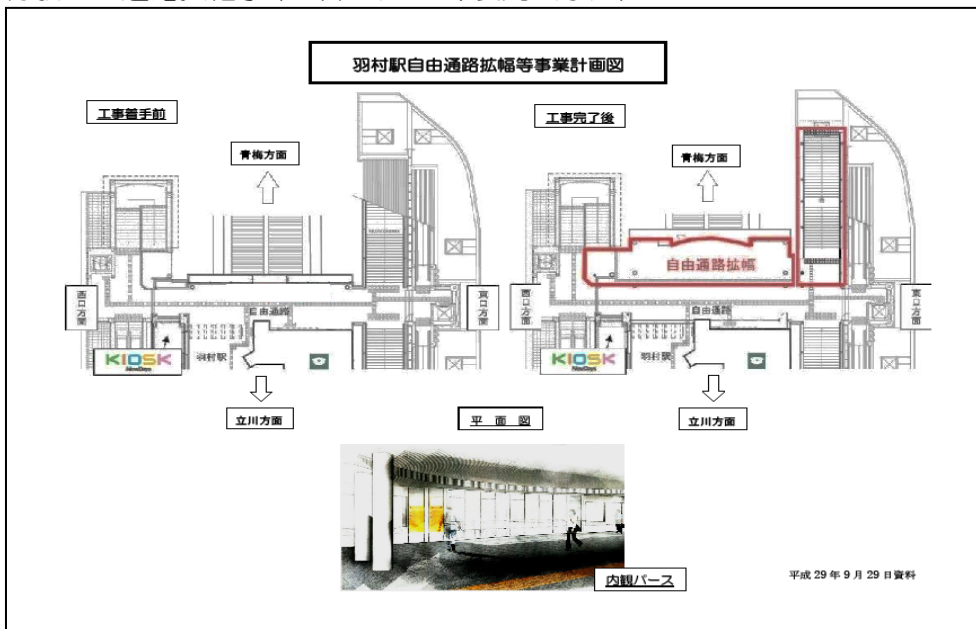 羽村駅自由通路拡幅等事業計画図
工事着手前
青梅方面
西口方面
東口方面
自由通路
羽村駅
KIOSK
NewDays
立川方面
工事完了後
青梅方面
自由通路拡幅
西口方面
東口方面
自由通路
羽村駅
KIOSK
NewDays
立川方面
平面図
内観パース
平成 29 年 9 月 29 日資料